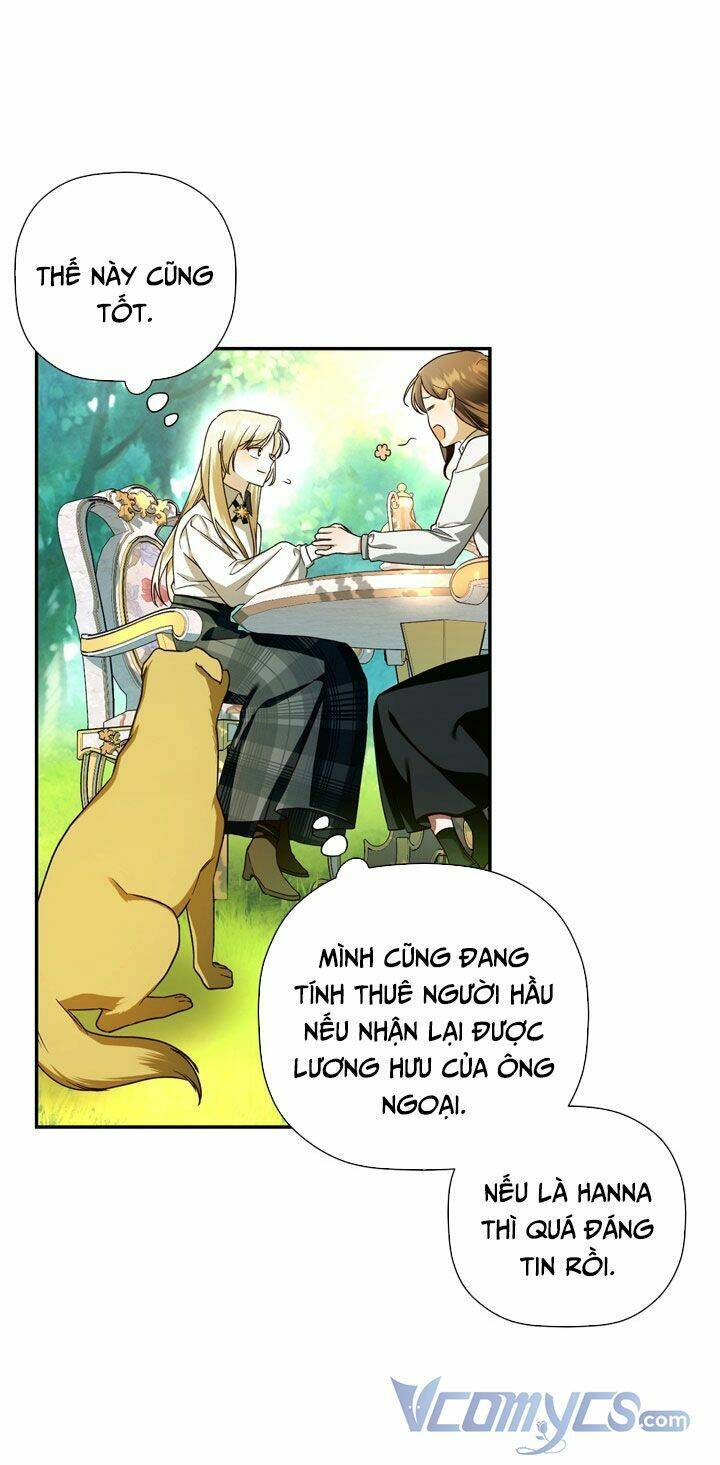 THẾ NÀY CŨNG
TỐT.
MÌNH CŨNG ĐANG
TÍNH THUÊ NGƯỜI HẦU
NẾU NHẬN LẠI ĐƯỢC
LƯƠNG HƯU CỦA ÔNG
NGOẠI.
NẾU LÀ HANNA
THÌ QUÁ ĐÁNG
TIN RỒI.
VCOMYCS.com